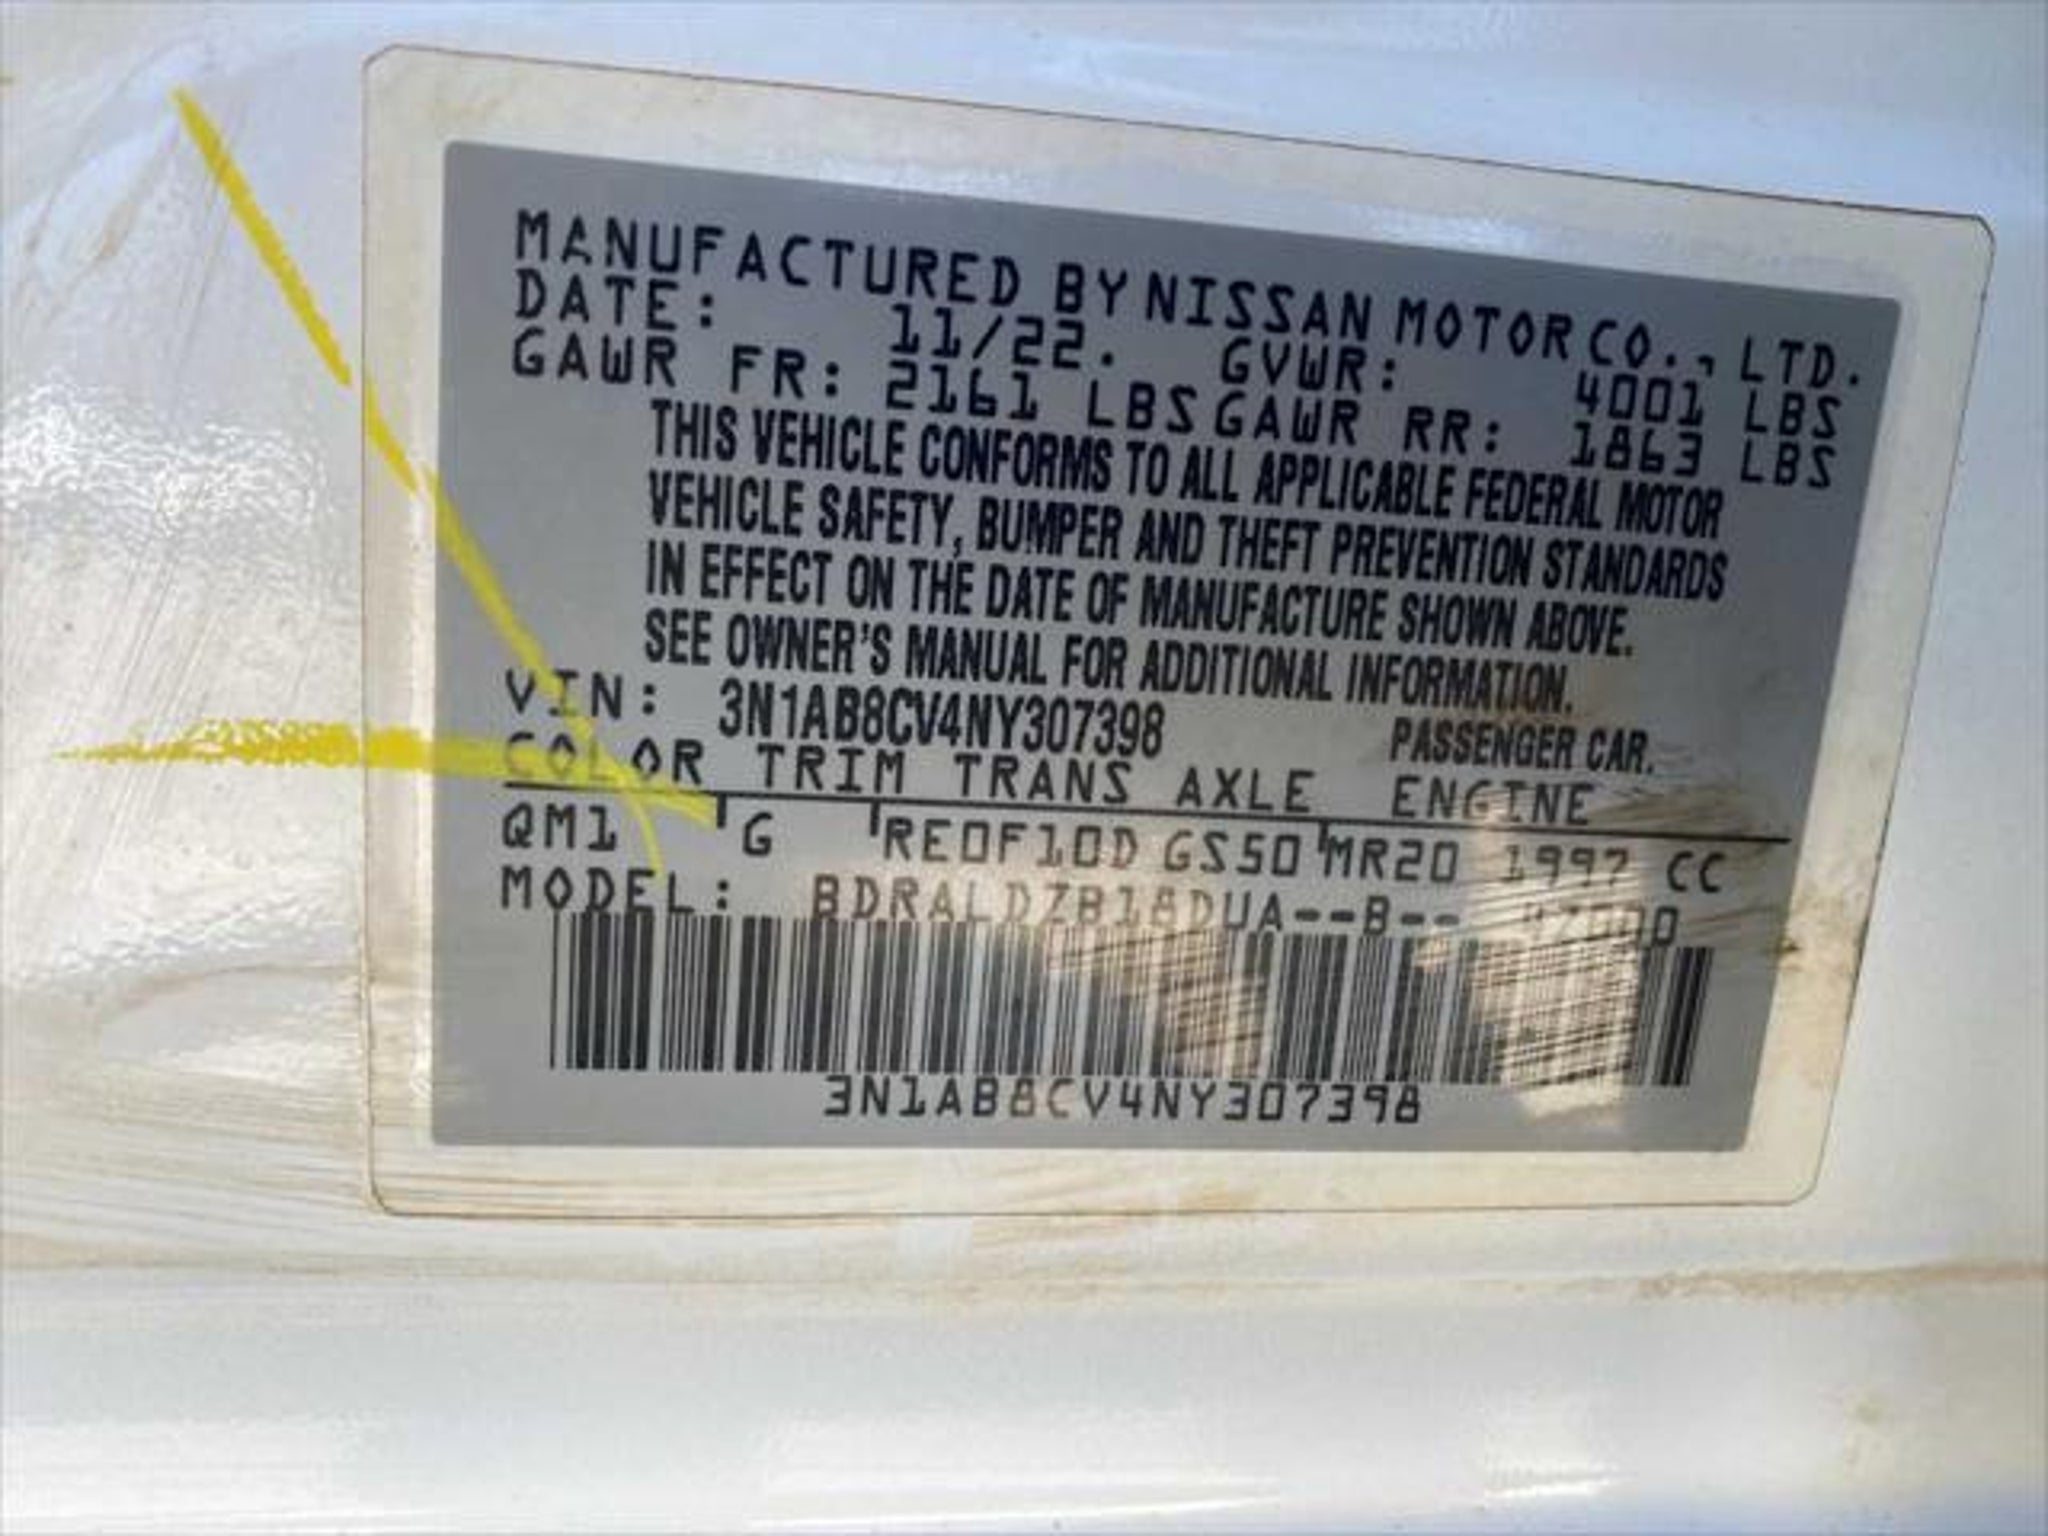 MANUFACTURED BY NISSAN MOTOR CO., LTD.
DATE: 11/22. GVWR: 4001 LBS
GAWR FR: 2161 LBS GAWR RR: 1863 LBS
THIS VEHICLE CONFORMS TO ALL APPLICABLE FEDERAL MOTOR
VEHICLE SAFETY, BUMPER AND THEFT PREVENTION STANDARDS
IN EFFECT ON THE DATE OF MANUFACTURE SHOWN ABOVE.
SEE OWNER'S MANUAL FOR ADDITIONAL INFORMATION.
VIN: 3N1AB8CV4NY307398 PASSENGER CAR.
COLOR TRIM TRANS AXLE ENGINE
QM1 G RE0F10D GS50 MR20 1997 CC
MODEL: BDRALDZB18DUA--B--
3N1AB8CV4NY307398